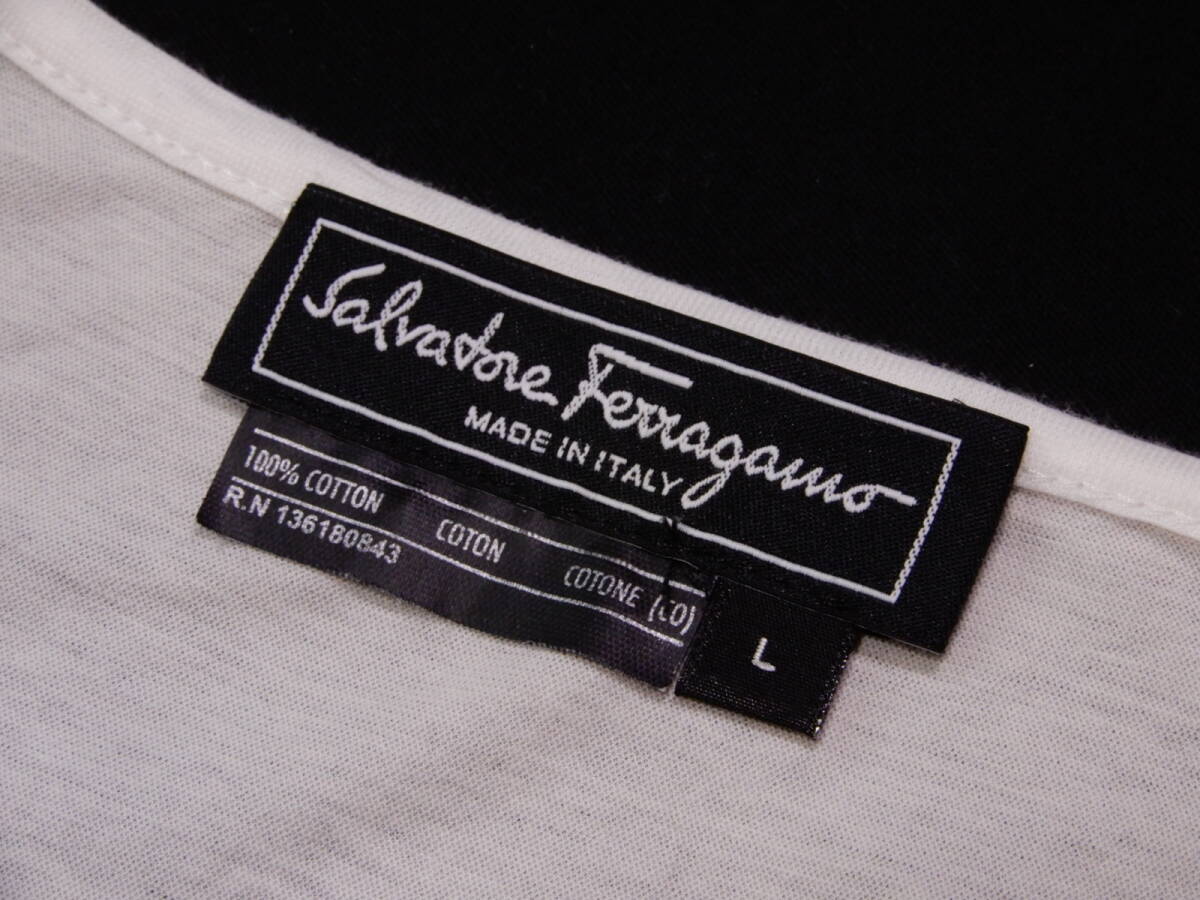 Salvatore Ferragamo
MADE IN ITALY
100% COTTON COTON COTONE (CO)
R.N 136180843
L